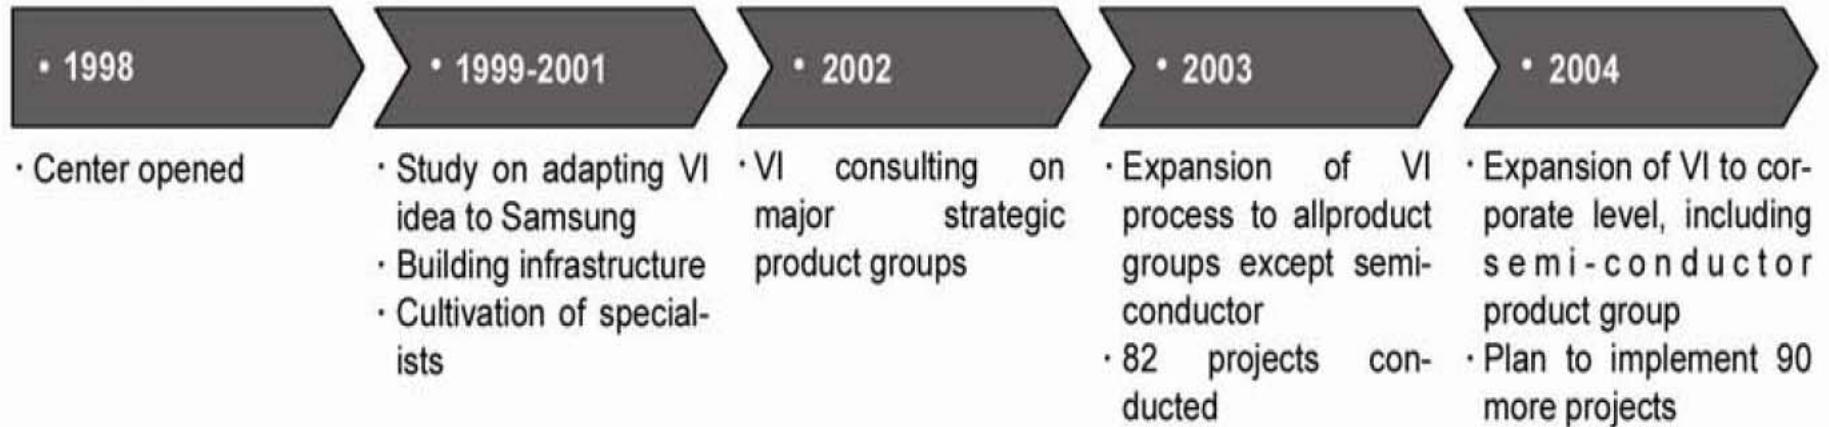 • 1998
• 1999-2001
• 2002
• 2003
• 2004
· Center opened
· Study on adapting VI
idea to Samsung
· Building infrastructure
· Cultivation of special-
ists
· VI consulting on
major strategic
product groups
· Expansion of VI
process to allproduct
groups except semi-
conductor
· 82 projects con-
ducted
· Expansion of VI to cor-
porate level, including
semi-conductor
product group
· Plan to implement 90
more projects